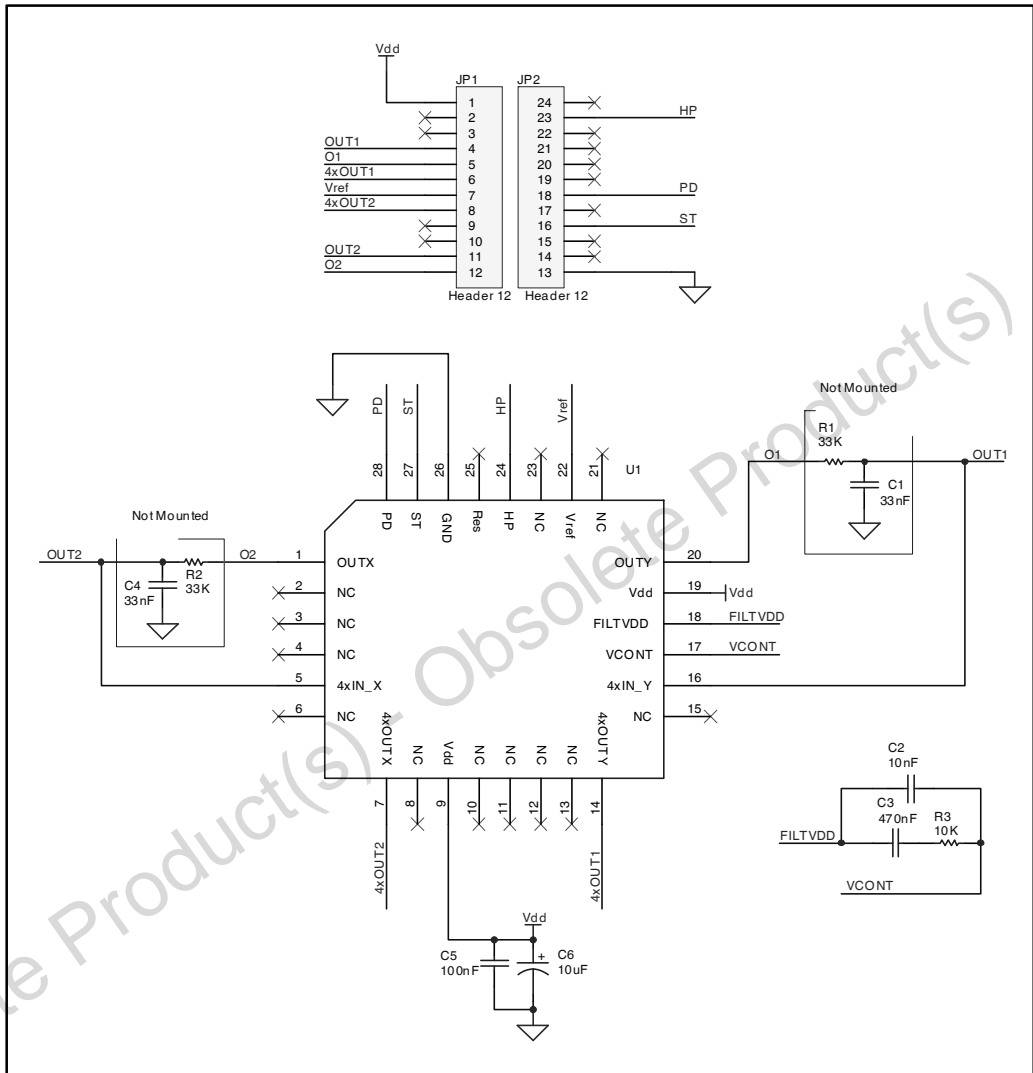 Vdd
JP1 JP2
1 24
2 23 HP
3 22
OUT1 4 21
O1 5 20
4xOUT1 6 19
Vref 7 18 PD
4xOUT2 8 17
9 16 ST
10 15
OUT2 11 14
O2 12 13
Header 12 Header 12
Not Mounted
R1
33K
O1 OUT1
C1
33nF
PD ST HP Vref
28 27 26 25 24 23 22 21 U1
PD ST GND Res HP NC Vref NC
Not Mounted
OUT2 O2 1 OUTX OUTY 20
R2
33K
C4
33nF
2 NC Vdd 19 Vdd
3 NC FILTVDD 18 FILTVDD
4 NC VCONT 17 VCONT
5 4xIN_X 4xIN_Y 16
6 NC NC 15
4xOUTX NC Vdd NC NC NC NC 4xOUTY
7 8 9 10 11 12 13 14
4xOUT2 4xOUT1
C2
10nF
C3
470nF
R3
10K
FILTVDD
VCONT
Vdd
C5
100nF
+
C6
10uF
te Product(s) - Obsolete Product(s)